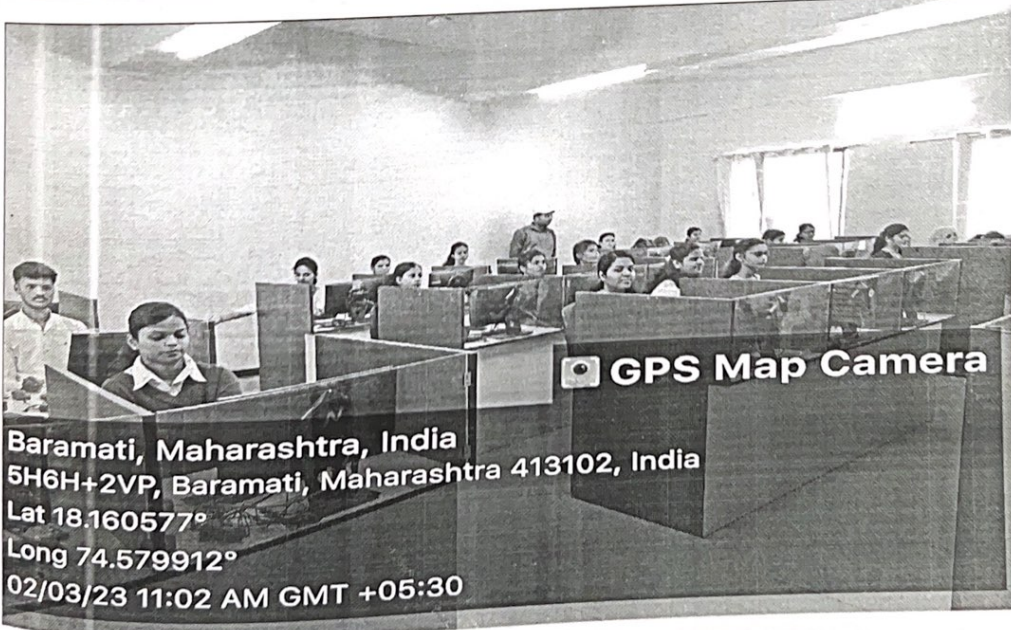 GPS Map Camera
Baramati, Maharashtra, India
5H6H+2VP, Baramati, Maharashtra 413102, India
Lat 18.160577°
Long 74.579912°
02/03/23 11:02 AM GMT +05:30